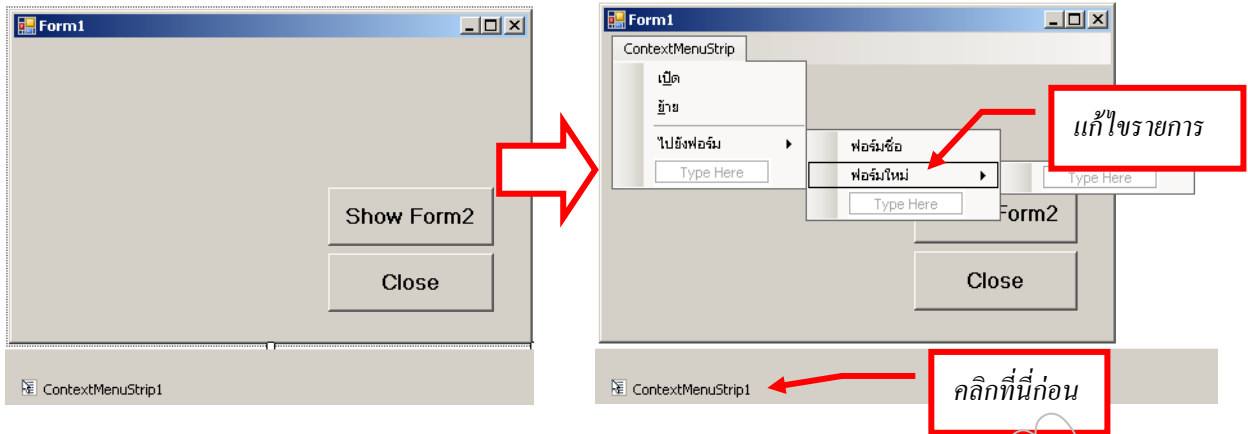 Form1
Show Form2
Close
ContextMenuStrip1
Form1
ContextMenuStrip
เปิด
ย้าย
ไปยังฟอร์ม
Type Here
ฟอร์มชื่อ
ฟอร์มใหม่
Type Here
Type Here
แก้ไขรายการ
Form2
Close
ContextMenuStrip1
คลิกที่นี่ก่อน